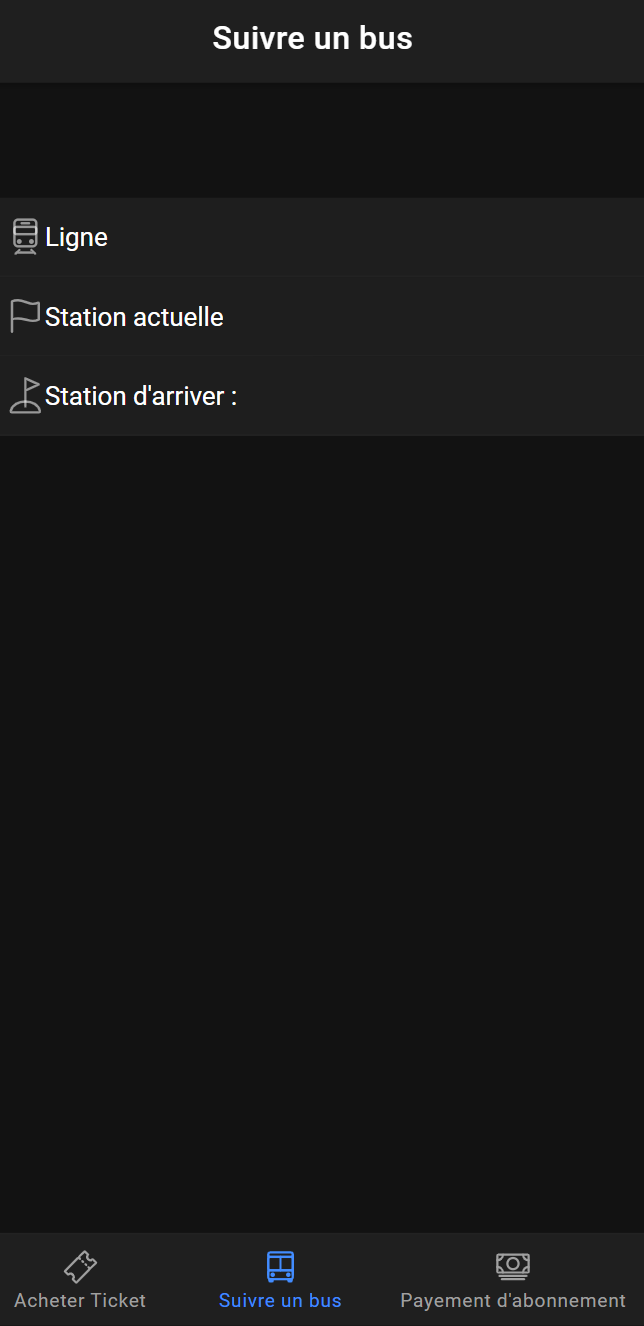 Suivre un bus
Ligne
Station actuelle
Station d'arriver :
Acheter Ticket
Suivre un bus
Payement d'abonnement